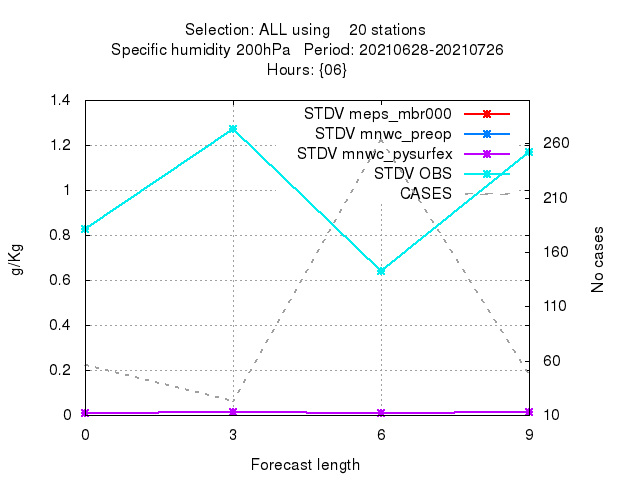 Selection: ALL using    20 stations
Specific humidity 200hPa   Period: 20210628-20210726
Hours: {06}
STDV meps_mbr000
STDV mnwc_preop
STDV mnwc_pysurfex
STDV OBS
CASES
1.4
1.2
1
0.8
0.6
0.4
0.2
0
g/Kg
260
210
160
110
60
10
No cases
0 3 6 9
Forecast length